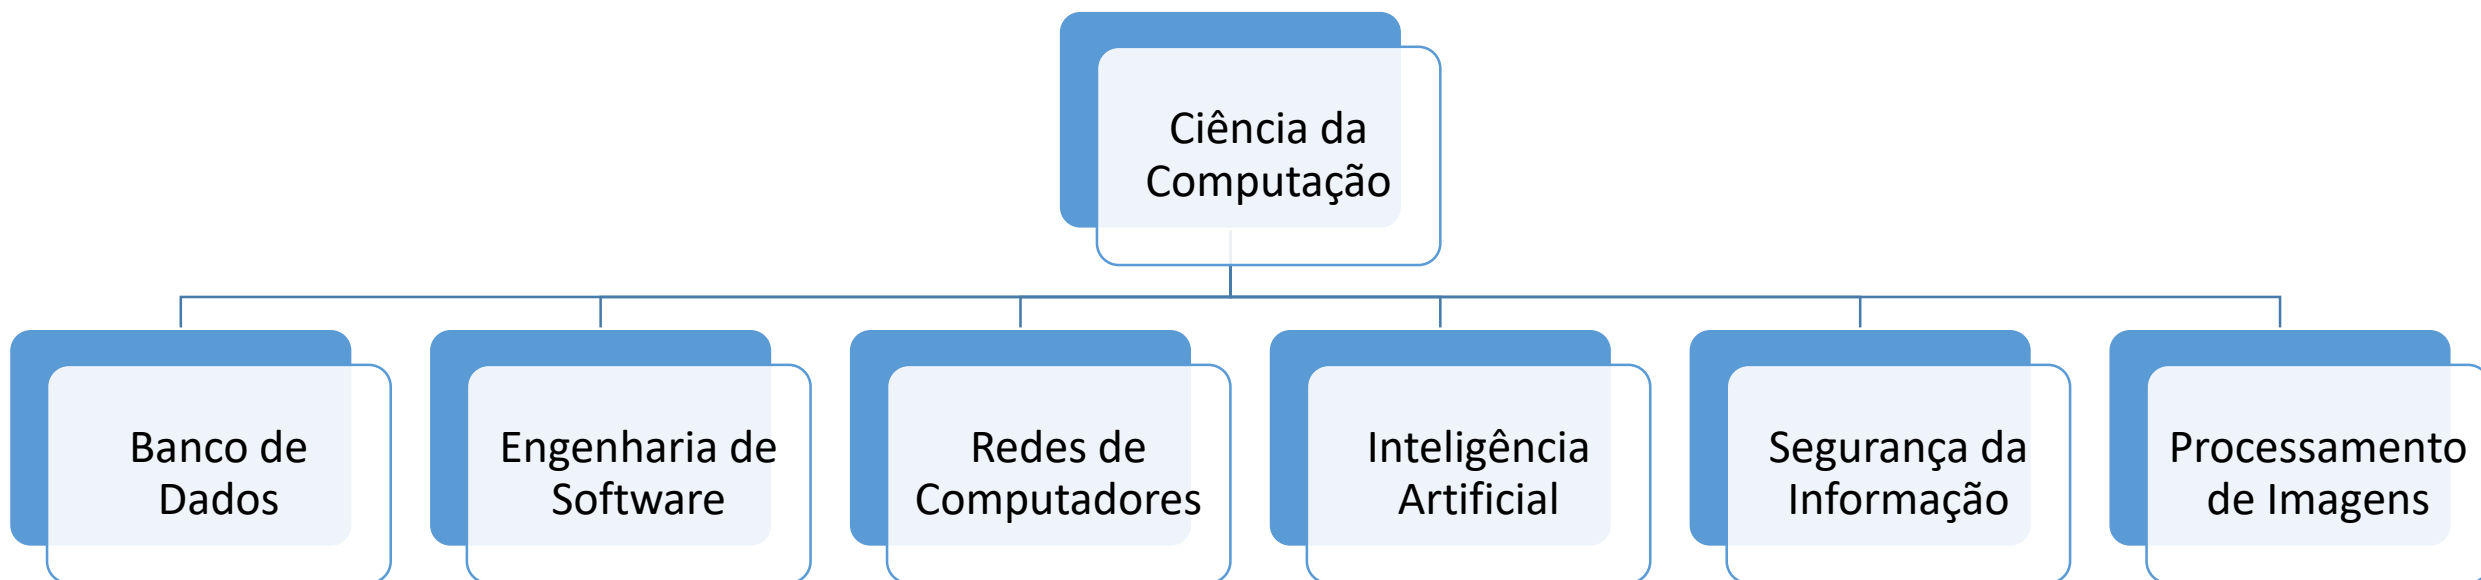 Ciência da
Computação
Banco de
Dados
Engenharia de
Software
Redes de
Computadores
Inteligência
Artificial
Segurança da
Informação
Processamento
de Imagens